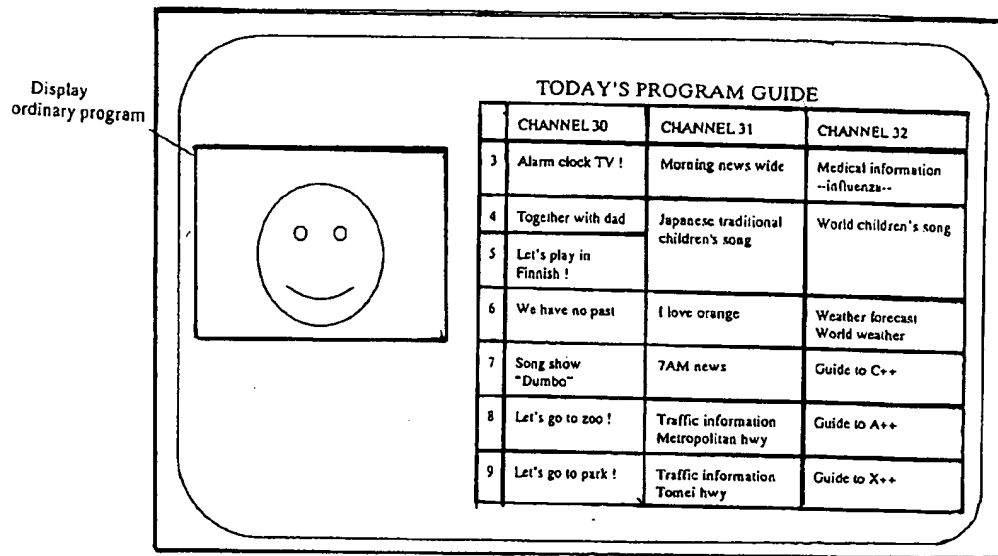 Display
ordinary program
TODAY'S PROGRAM GUIDE
CHANNEL 30 CHANNEL 31 CHANNEL 32
3 Alarm clock TV ! Morning news wide Medical information
--influenza--
4 Together with dad Japanese traditional World children's song
children's song
5 Let's play in
Finnish !
6 We have no past I love orange Weather forecast
World weather
7 Song show 7AM news Guide to C++
"Dumbo"
8 Let's go to zoo ! Traffic information Guide to A++
Metropolitan hwy
9 Let's go to park ! Traffic information Guide to X++
Tomei hwy